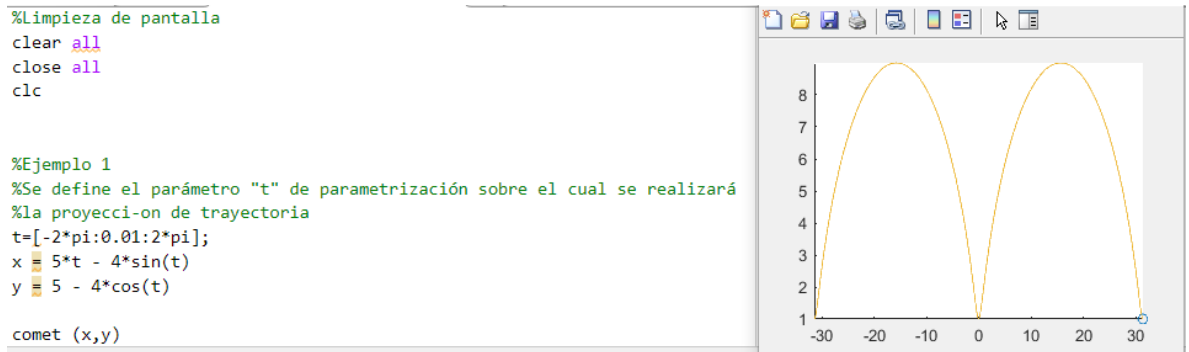 %Limpieza de pantalla
clear all
close all
clc
%Ejemplo 1
%Se define el parámetro "t" de parametrización sobre el cual se realizará
%la proyecci-on de trayectoria
t=[-2*pi:0.01:2*pi];
x = 5*t - 4*sin(t)
y = 5 - 4*cos(t)
comet (x,y)
8
7
6
5
4
3
2
1
-30 -20 -10 0 10 20 30